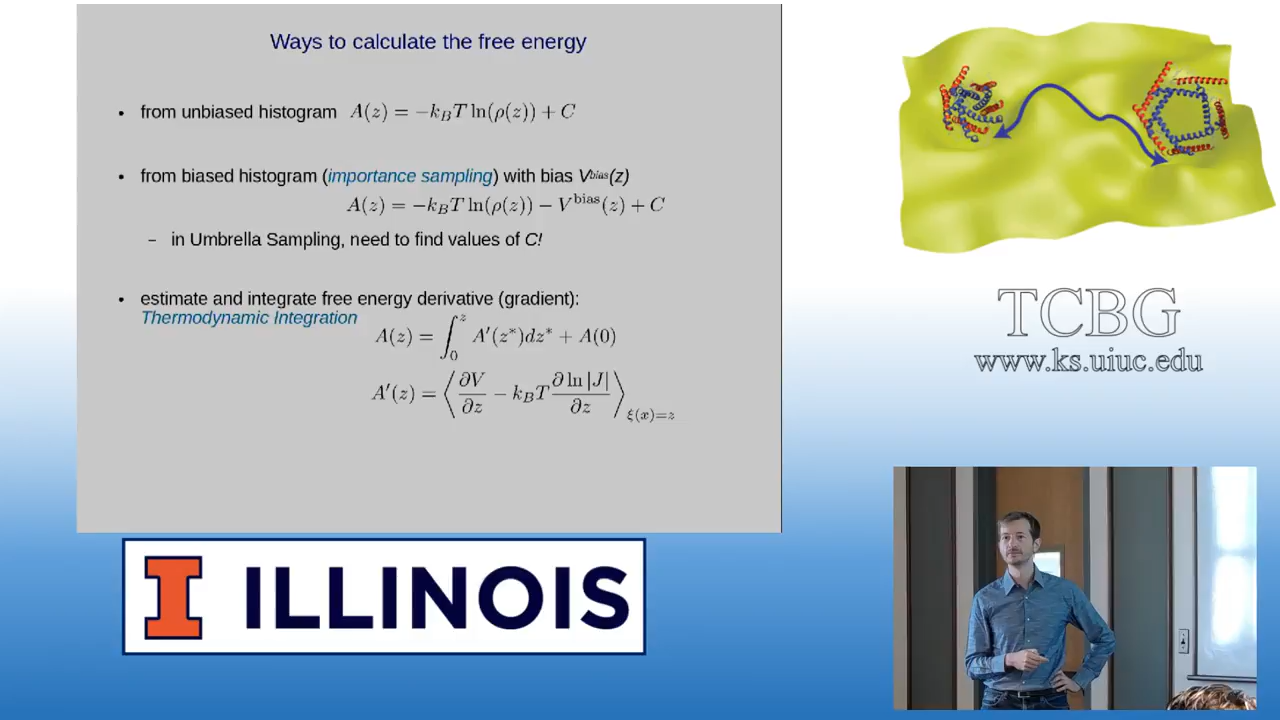 Ways to calculate the free energy
• from unbiased histogram A(z) = −k_B T ln(ρ(z)) + C
• from biased histogram (importance sampling) with bias V^bias(z)
A(z) = −k_B T ln(ρ(z)) − V^bias(z) + C
– in Umbrella Sampling, need to find values of C!
• estimate and integrate free energy derivative (gradient):
Thermodynamic Integration
A(z) = ∫_0^z A′(z*)dz* + A(0)
A′(z) = ⟨∂V/∂z − k_B T ∂ ln |J|/∂z⟩_ξ(x)=z
TCBG
www.ks.uiuc.edu
I ILLINOIS